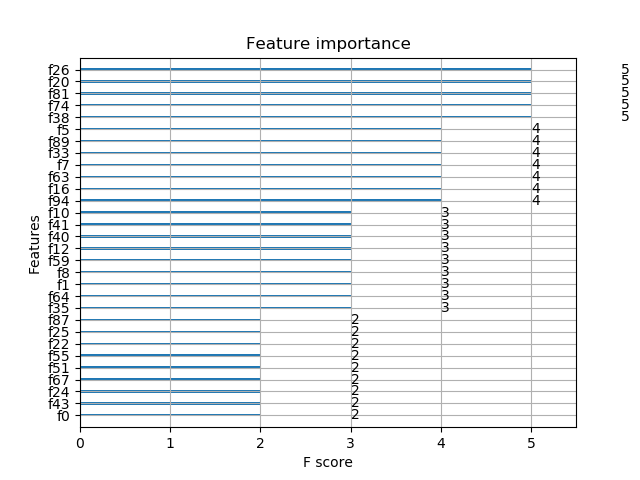 Feature importance
f26 5
f20 5
f81 5
f74 5
f38 5
f5 4
f89 4
f33 4
f7 4
f63 4
f16 4
f94 4
f10 3
f41 3
f40 3
f12 3
f59 3
f8 3
f1 3
f64 3
f35 3
f87 2
f25 2
f22 2
f55 2
f51 2
f67 2
f24 2
f43 2
f0 2
Features
0 1 2 3 4 5
F score